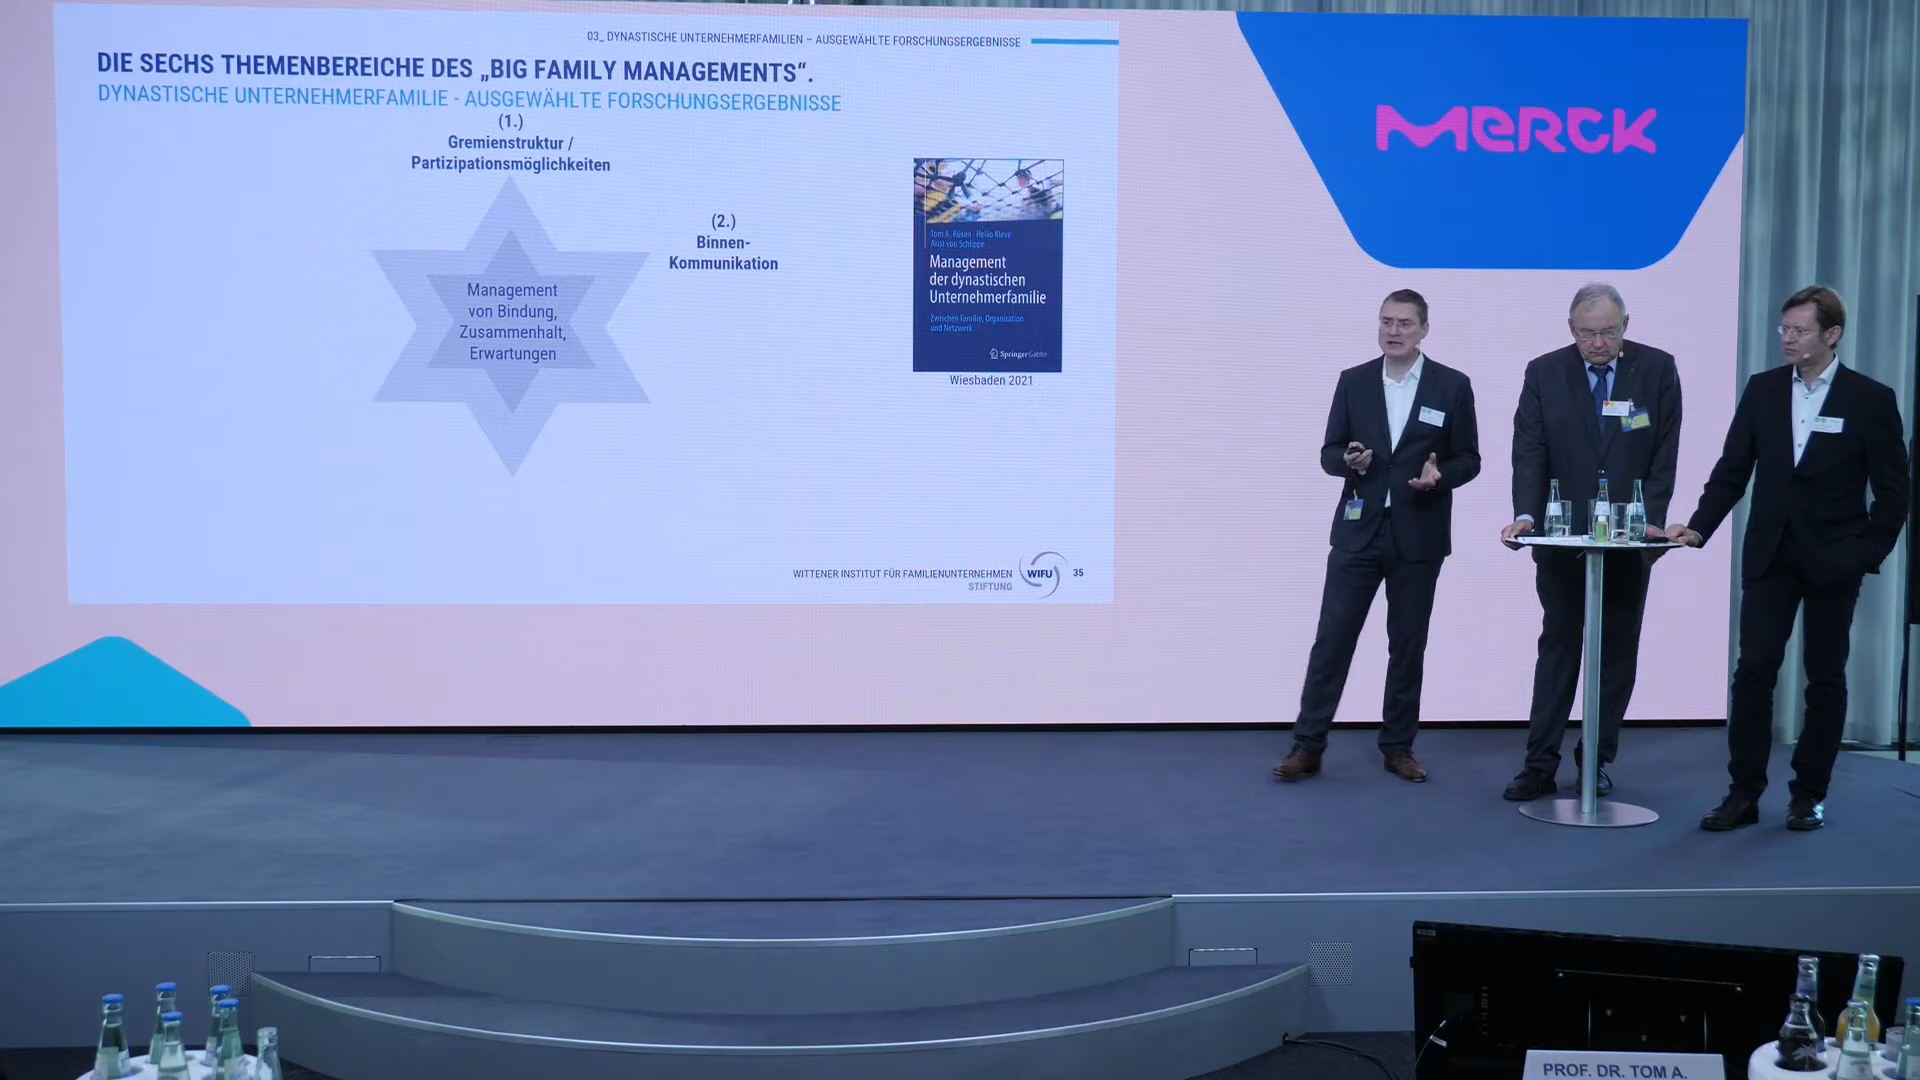 03_ DYNASTISCHE UNTERNEHMERFAMILIEN – AUSGEWÄHLTE FORSCHUNGSERGEBNISSE
DIE SECHS THEMENBEREICHE DES „BIG FAMILY MANAGEMENTS“.
DYNASTISCHE UNTERNEHMERFAMILIE - AUSGEWÄHLTE FORSCHUNGSERGEBNISSE
(1.)
Gremienstruktur /
Partizipationsmöglichkeiten
(2.)
Binnen-
Kommunikation
Management
von Bindung,
Zusammenhalt,
Erwartungen
Tom A. Rüsen · Heiko Kleve
Arist von Schlippe
Management
der dynastischen
Unternehmerfamilie
Zwischen Familie, Organisation
und Netzwerk
Springer Gabler
Wiesbaden 2021
WITTENER INSTITUT FÜR FAMILIENUNTERNEHMEN
STIFTUNG
WIFU
35
MERCK
PROF. DR. TOM A.